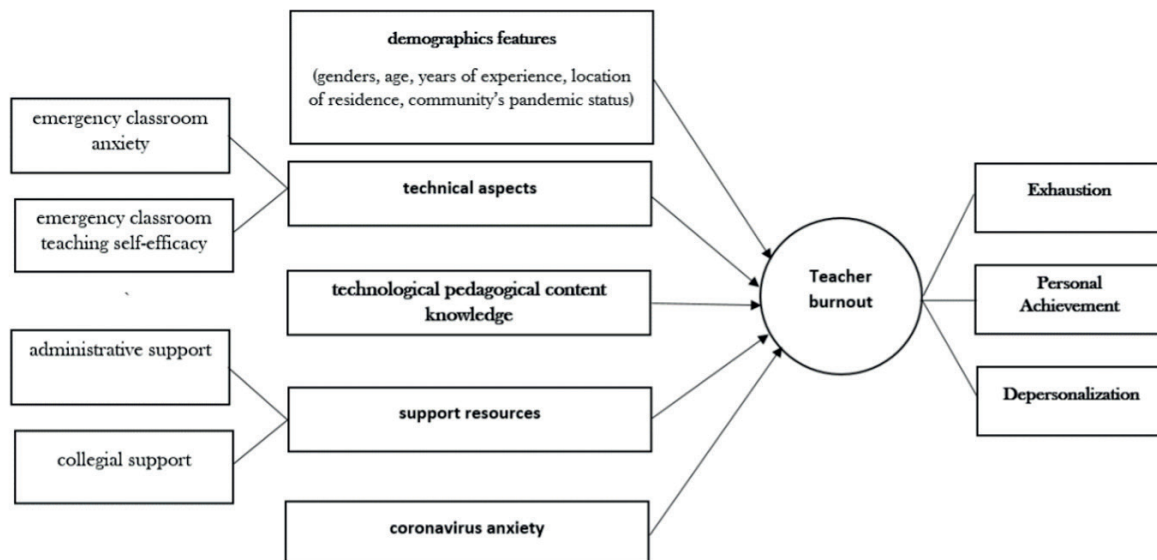 demographics features
(genders, age, years of experience, location
of residence, community's pandemic status)
emergency classroom
anxiety
technical aspects
emergency classroom
teaching self-efficacy
technological pedagogical content
knowledge
administrative support
support resources
collegial support
coronavirus anxiety
Teacher
burnout
Exhaustion
Personal
Achievement
Depersonalization